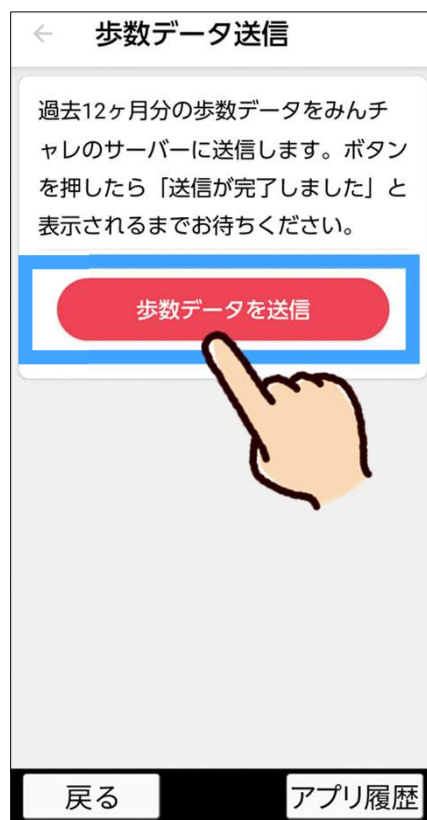 ← 歩数データ送信
過去12ヶ月分の歩数データをみんチ
ャレのサーバーに送信します。ボタン
を押したら「送信が完了しました」と
表示されるまでお待ちください。
歩数データを送信
戻る
アプリ履歴